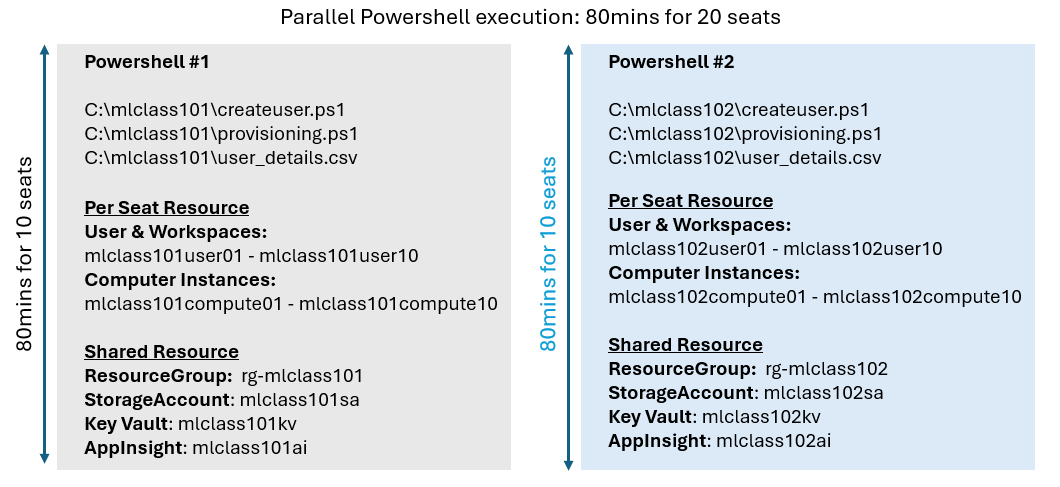 Parallel Powershell execution: 80mins for 20 seats
80mins for 10 seats
Powershell #1
C:\mlclass101\createuser.ps1
C:\mlclass101\provisioning.ps1
C:\mlclass101\user_details.csv
Per Seat Resource
User & Workspaces:
mlclass101user01 - mlclass101user10
Computer Instances:
mlclass101compute01 - mlclass101compute10
Shared Resource
ResourceGroup:  rg-mlclass101
StorageAccount: mlclass101sa
Key Vault: mlclass101kv
AppInsight: mlclass101ai
80mins for 10 seats
Powershell #2
C:\mlclass102\createuser.ps1
C:\mlclass102\provisioning.ps1
C:\mlclass102\user_details.csv
Per Seat Resource
User & Workspaces:
mlclass102user01 - mlclass102user10
Computer Instances:
mlclass102compute01 - mlclass102compute10
Shared Resource
ResourceGroup:  rg-mlclass102
StorageAccount: mlclass102sa
Key Vault: mlclass102kv
AppInsight: mlclass102ai